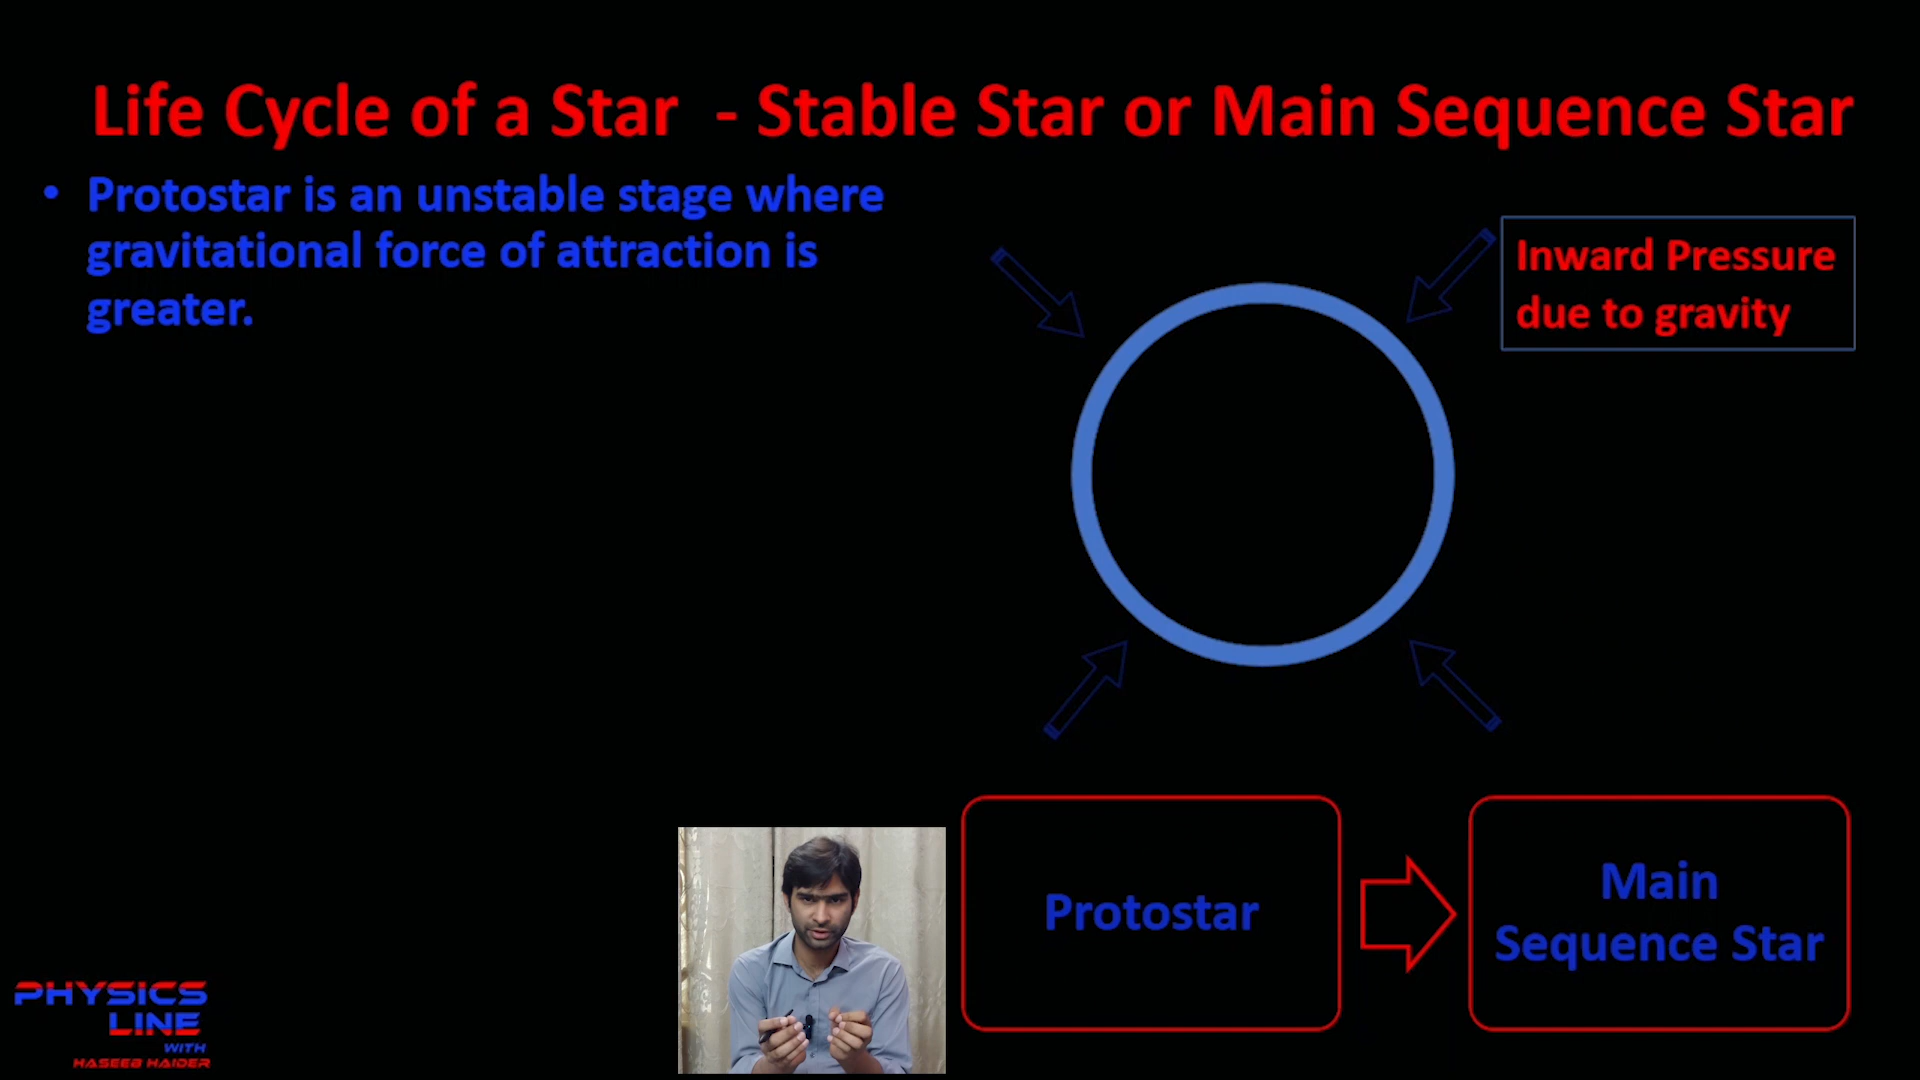 Life Cycle of a Star - Stable Star or Main Sequence Star
• Protostar is an unstable stage where
gravitational force of attraction is
greater.
Inward Pressure
due to gravity
Protostar
Main
Sequence Star
PHYSICS
LINE
WITH
HASEEB HAIDER